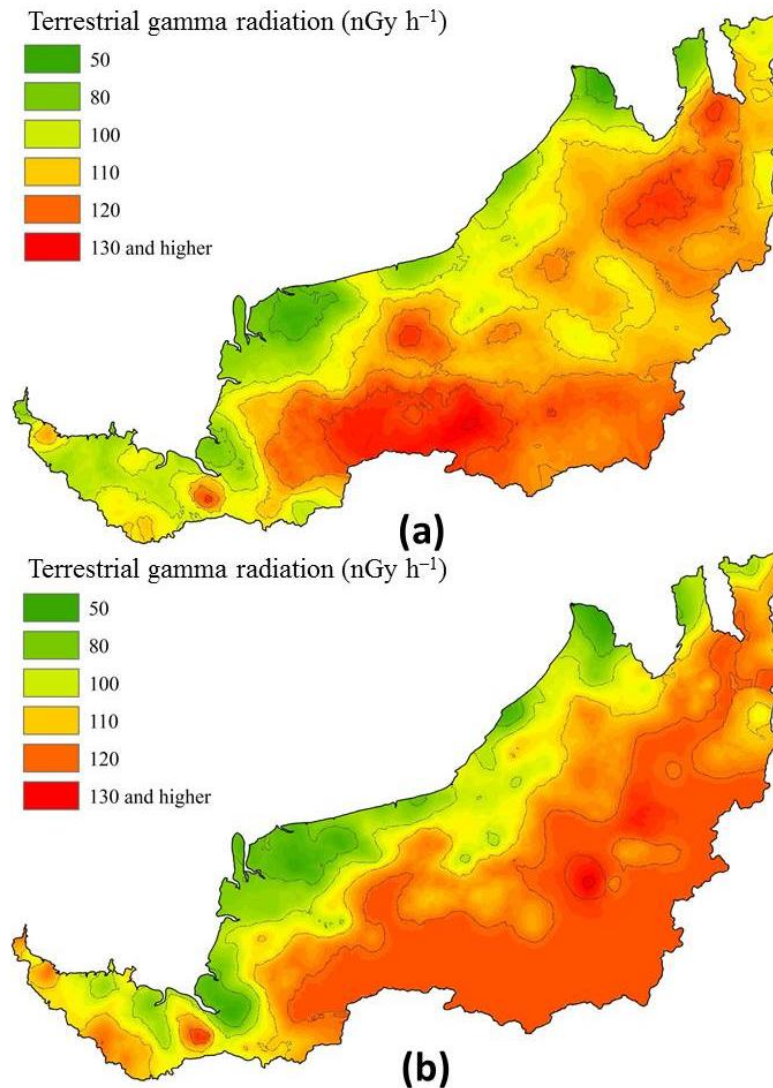 Terrestrial gamma radiation (nGy h⁻¹)
50
80
100
110
120
130 and higher
(a)
Terrestrial gamma radiation (nGy h⁻¹)
50
80
100
110
120
130 and higher
(b)